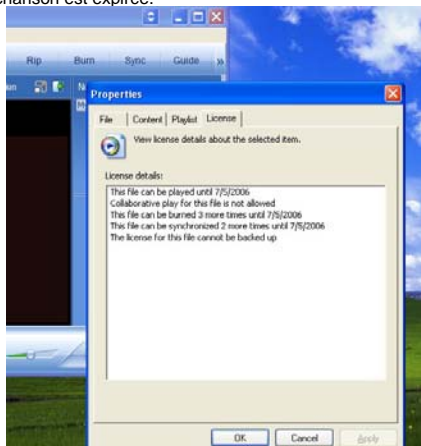 chanson est expirée.
Rip Burn Sync Guide »
Properties
File Content Playlist License
View license details about the selected item.
License details:
This file can be played until 7/5/2006
Collaborative play for this file is not allowed
This file can be burned 3 more times until 7/5/2006
This file can be synchronized 2 more times until 7/5/2006
The license for this file cannot be backed up
OK Cancel Apply